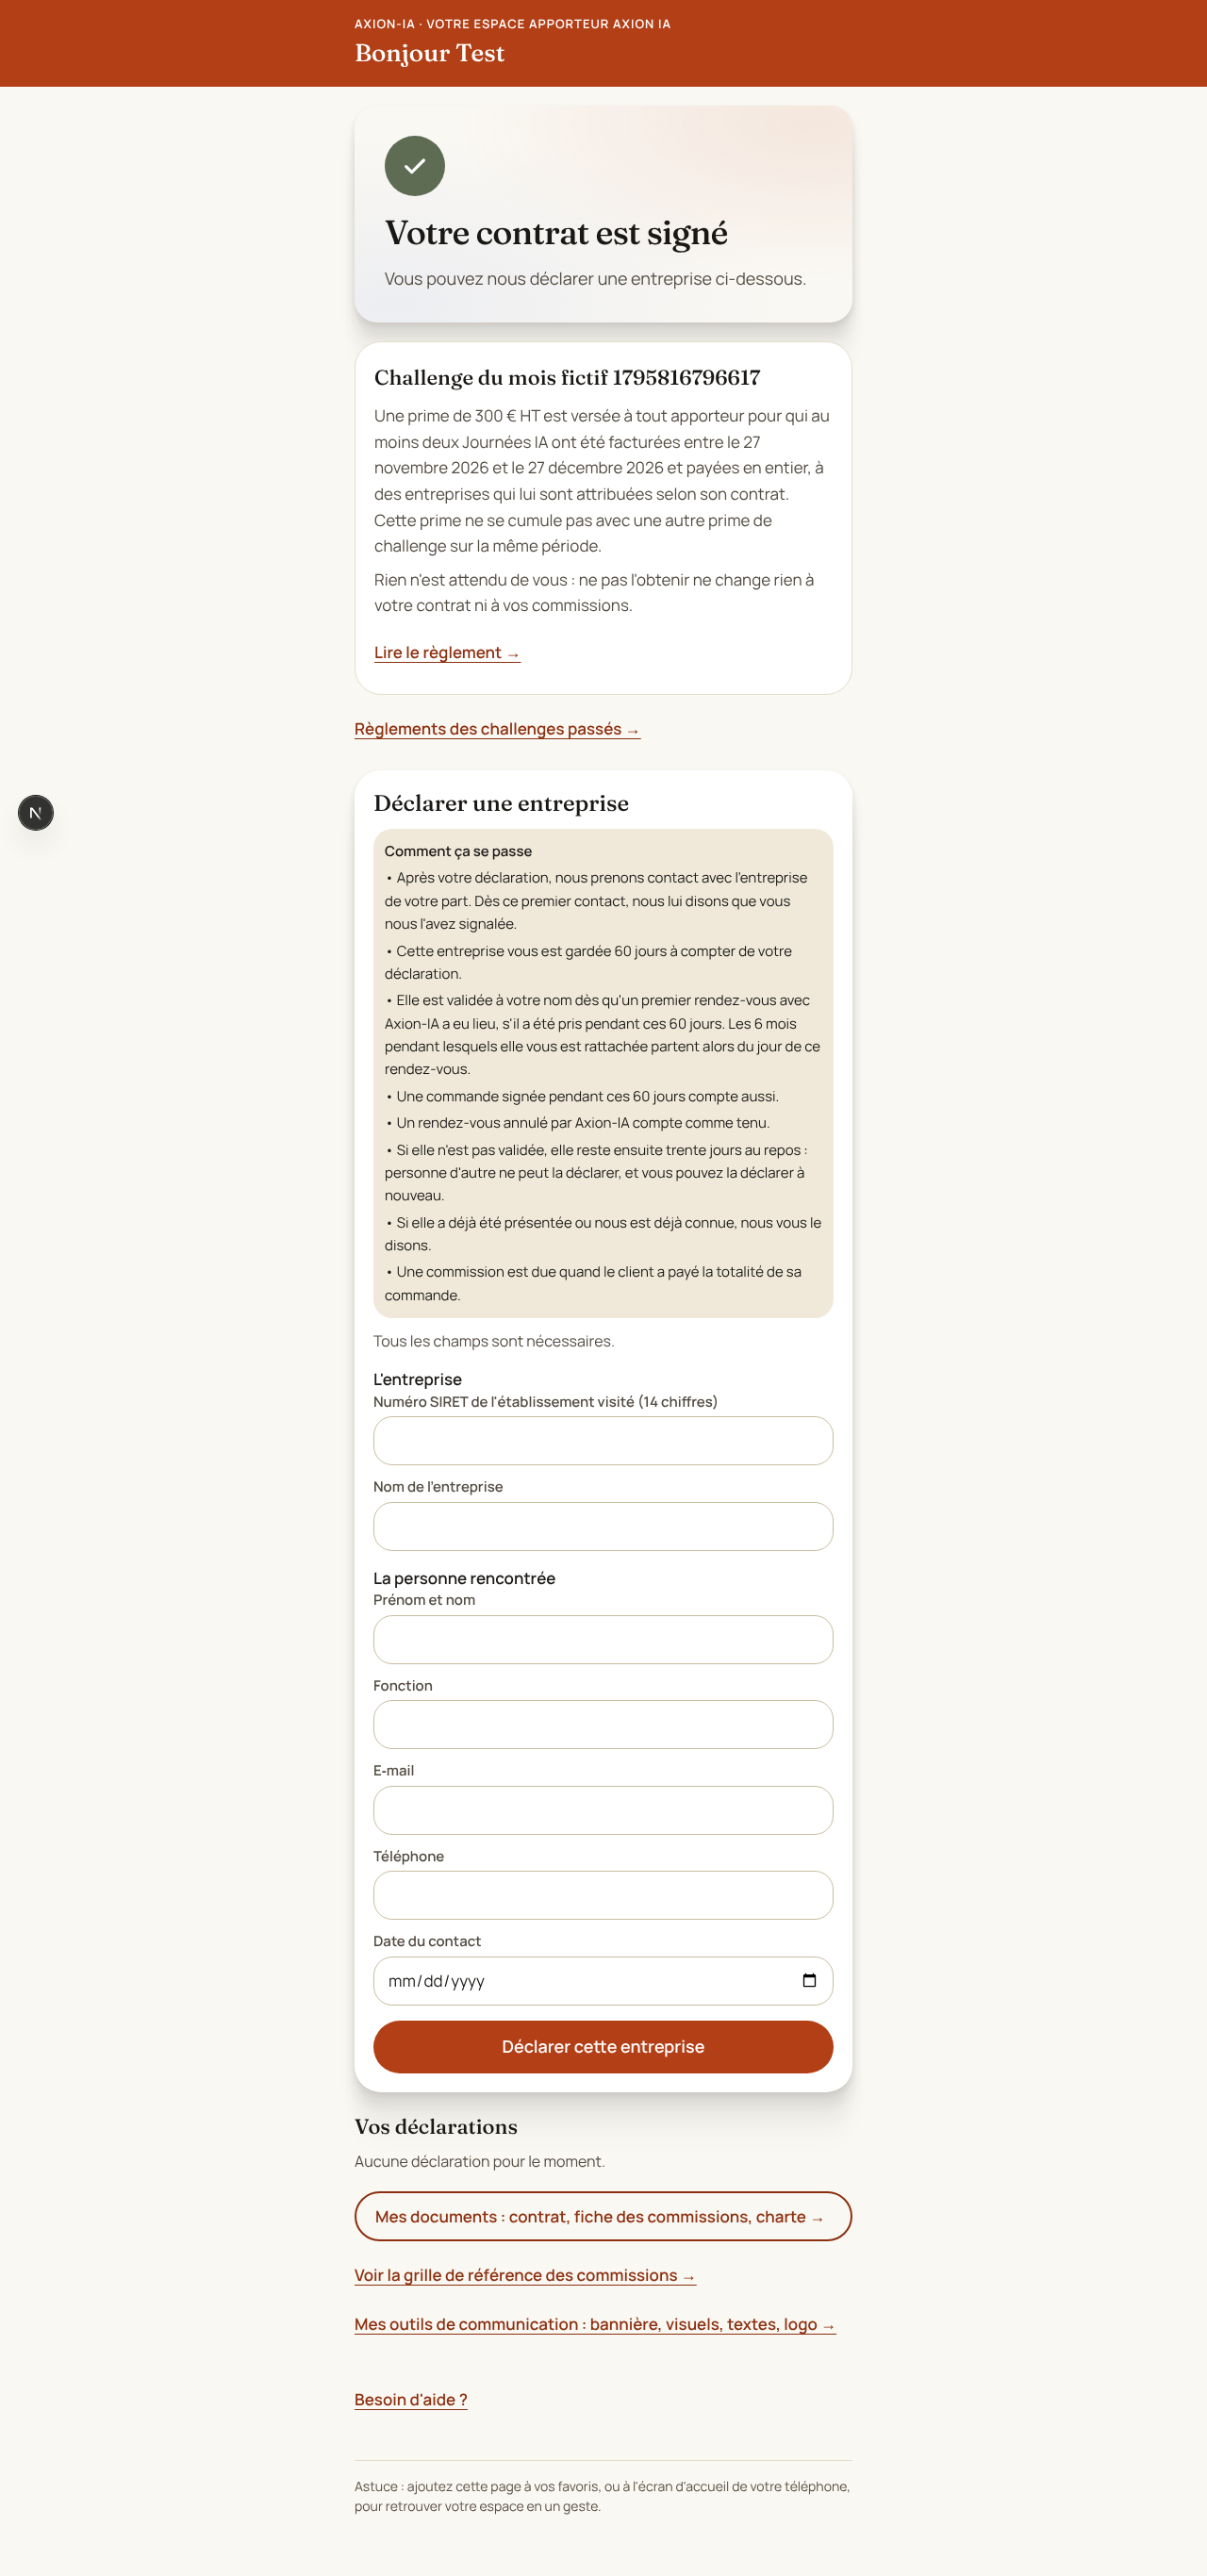 AXION-IA · VOTRE ESPACE APPORTEUR AXION IA
Bonjour Test
Votre contrat est signé
Vous pouvez nous déclarer une entreprise ci-dessous.
Challenge du mois fictif 1795816796617
Une prime de 300 € HT est versée à tout apporteur pour qui au
moins deux Journées IA ont été facturées entre le 27
novembre 2026 et le 27 décembre 2026 et payées en entier, à
des entreprises qui lui sont attribuées selon son contrat.
Cette prime ne se cumule pas avec une autre prime de
challenge sur la même période.
Rien n'est attendu de vous : ne pas l'obtenir ne change rien à
votre contrat ni à vos commissions.
Lire le règlement →
Règlements des challenges passés →
N
Déclarer une entreprise
Comment ça se passe
• Après votre déclaration, nous prenons contact avec l'entreprise
de votre part. Dès ce premier contact, nous lui disons que vous
nous l'avez signalée.
• Cette entreprise vous est gardée 60 jours à compter de votre
déclaration.
• Elle est validée à votre nom dès qu'un premier rendez-vous avec
Axion-IA a eu lieu, s'il a été pris pendant ces 60 jours. Les 6 mois
pendant lesquels elle vous est rattachée partent alors du jour de ce
rendez-vous.
• Une commande signée pendant ces 60 jours compte aussi.
• Un rendez-vous annulé par Axion-IA compte comme tenu.
• Si elle n'est pas validée, elle reste ensuite trente jours au repos :
personne d'autre ne peut la déclarer, et vous pouvez la déclarer à
nouveau.
• Si elle a déjà été présentée ou nous est déjà connue, nous vous le
disons.
• Une commission est due quand le client a payé la totalité de sa
commande.
Tous les champs sont nécessaires.
L'entreprise
Numéro SIRET de l'établissement visité (14 chiffres)
Nom de l'entreprise
La personne rencontrée
Prénom et nom
Fonction
E-mail
Téléphone
Date du contact
mm/dd/yyyy
Déclarer cette entreprise
Vos déclarations
Aucune déclaration pour le moment.
Mes documents : contrat, fiche des commissions, charte →
Voir la grille de référence des commissions →
Mes outils de communication : bannière, visuels, textes, logo →
Besoin d'aide ?
Astuce : ajoutez cette page à vos favoris, ou à l'écran d'accueil de votre téléphone,
pour retrouver votre espace en un geste.